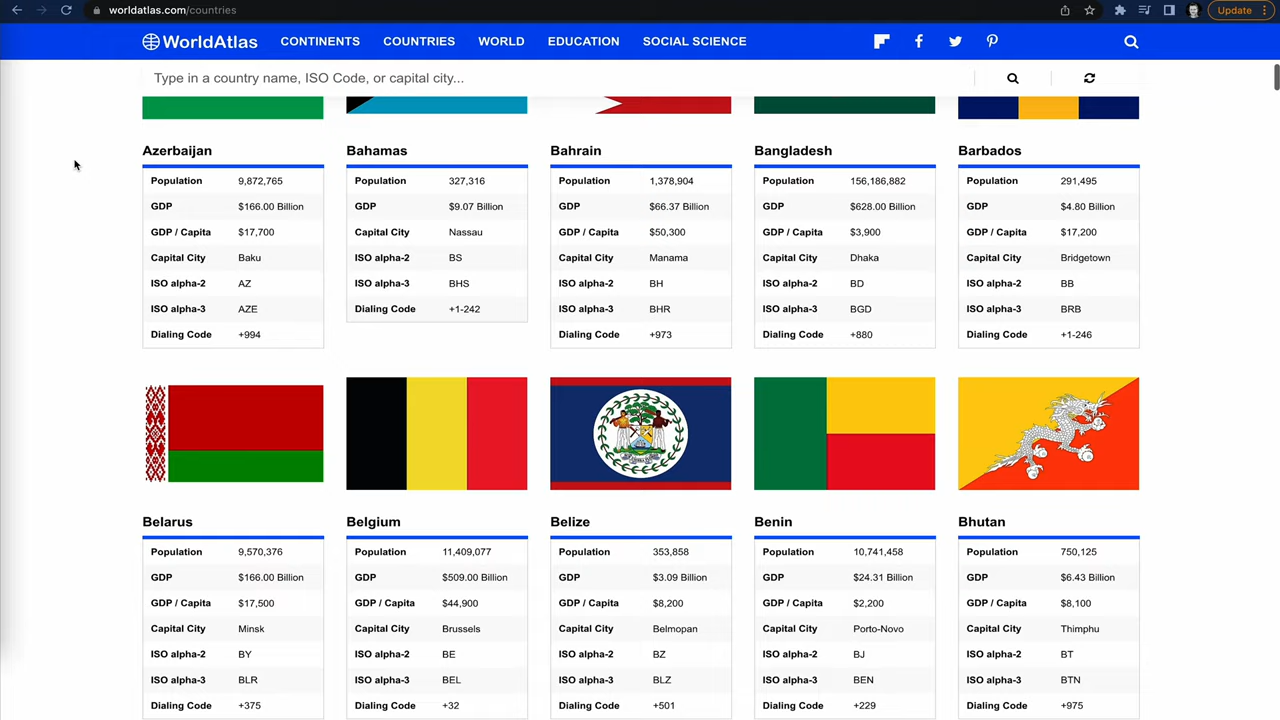 worldatlas.com/countries
Update
WorldAtlas CONTINENTS COUNTRIES WORLD EDUCATION SOCIAL SCIENCE
Type in a country name, ISO Code, or capital city...
Azerbaijan
Population 9,872,765
GDP $166.00 Billion
GDP / Capita $17,700
Capital City Baku
ISO alpha-2 AZ
ISO alpha-3 AZE
Dialing Code +994
Bahamas
Population 327,316
GDP $9.07 Billion
Capital City Nassau
ISO alpha-2 BS
ISO alpha-3 BHS
Dialing Code +1-242
Bahrain
Population 1,378,904
GDP $66.37 Billion
GDP / Capita $50,300
Capital City Manama
ISO alpha-2 BH
ISO alpha-3 BHR
Dialing Code +973
Bangladesh
Population 156,186,882
GDP $628.00 Billion
GDP / Capita $3,900
Capital City Dhaka
ISO alpha-2 BD
ISO alpha-3 BGD
Dialing Code +880
Barbados
Population 291,495
GDP $4.80 Billion
GDP / Capita $17,200
Capital City Bridgetown
ISO alpha-2 BB
ISO alpha-3 BRB
Dialing Code +1-246
Belarus
Population 9,570,376
GDP $166.00 Billion
GDP / Capita $17,500
Capital City Minsk
ISO alpha-2 BY
ISO alpha-3 BLR
Dialing Code +375
Belgium
Population 11,409,077
GDP $509.00 Billion
GDP / Capita $44,900
Capital City Brussels
ISO alpha-2 BE
ISO alpha-3 BEL
Dialing Code +32
Belize
Population 353,858
GDP $3.09 Billion
GDP / Capita $8,200
Capital City Belmopan
ISO alpha-2 BZ
ISO alpha-3 BLZ
Dialing Code +501
Benin
Population 10,741,458
GDP $24.31 Billion
GDP / Capita $2,200
Capital City Porto-Novo
ISO alpha-2 BJ
ISO alpha-3 BEN
Dialing Code +229
Bhutan
Population 750,125
GDP $6.43 Billion
GDP / Capita $8,100
Capital City Thimphu
ISO alpha-2 BT
ISO alpha-3 BTN
Dialing Code +975